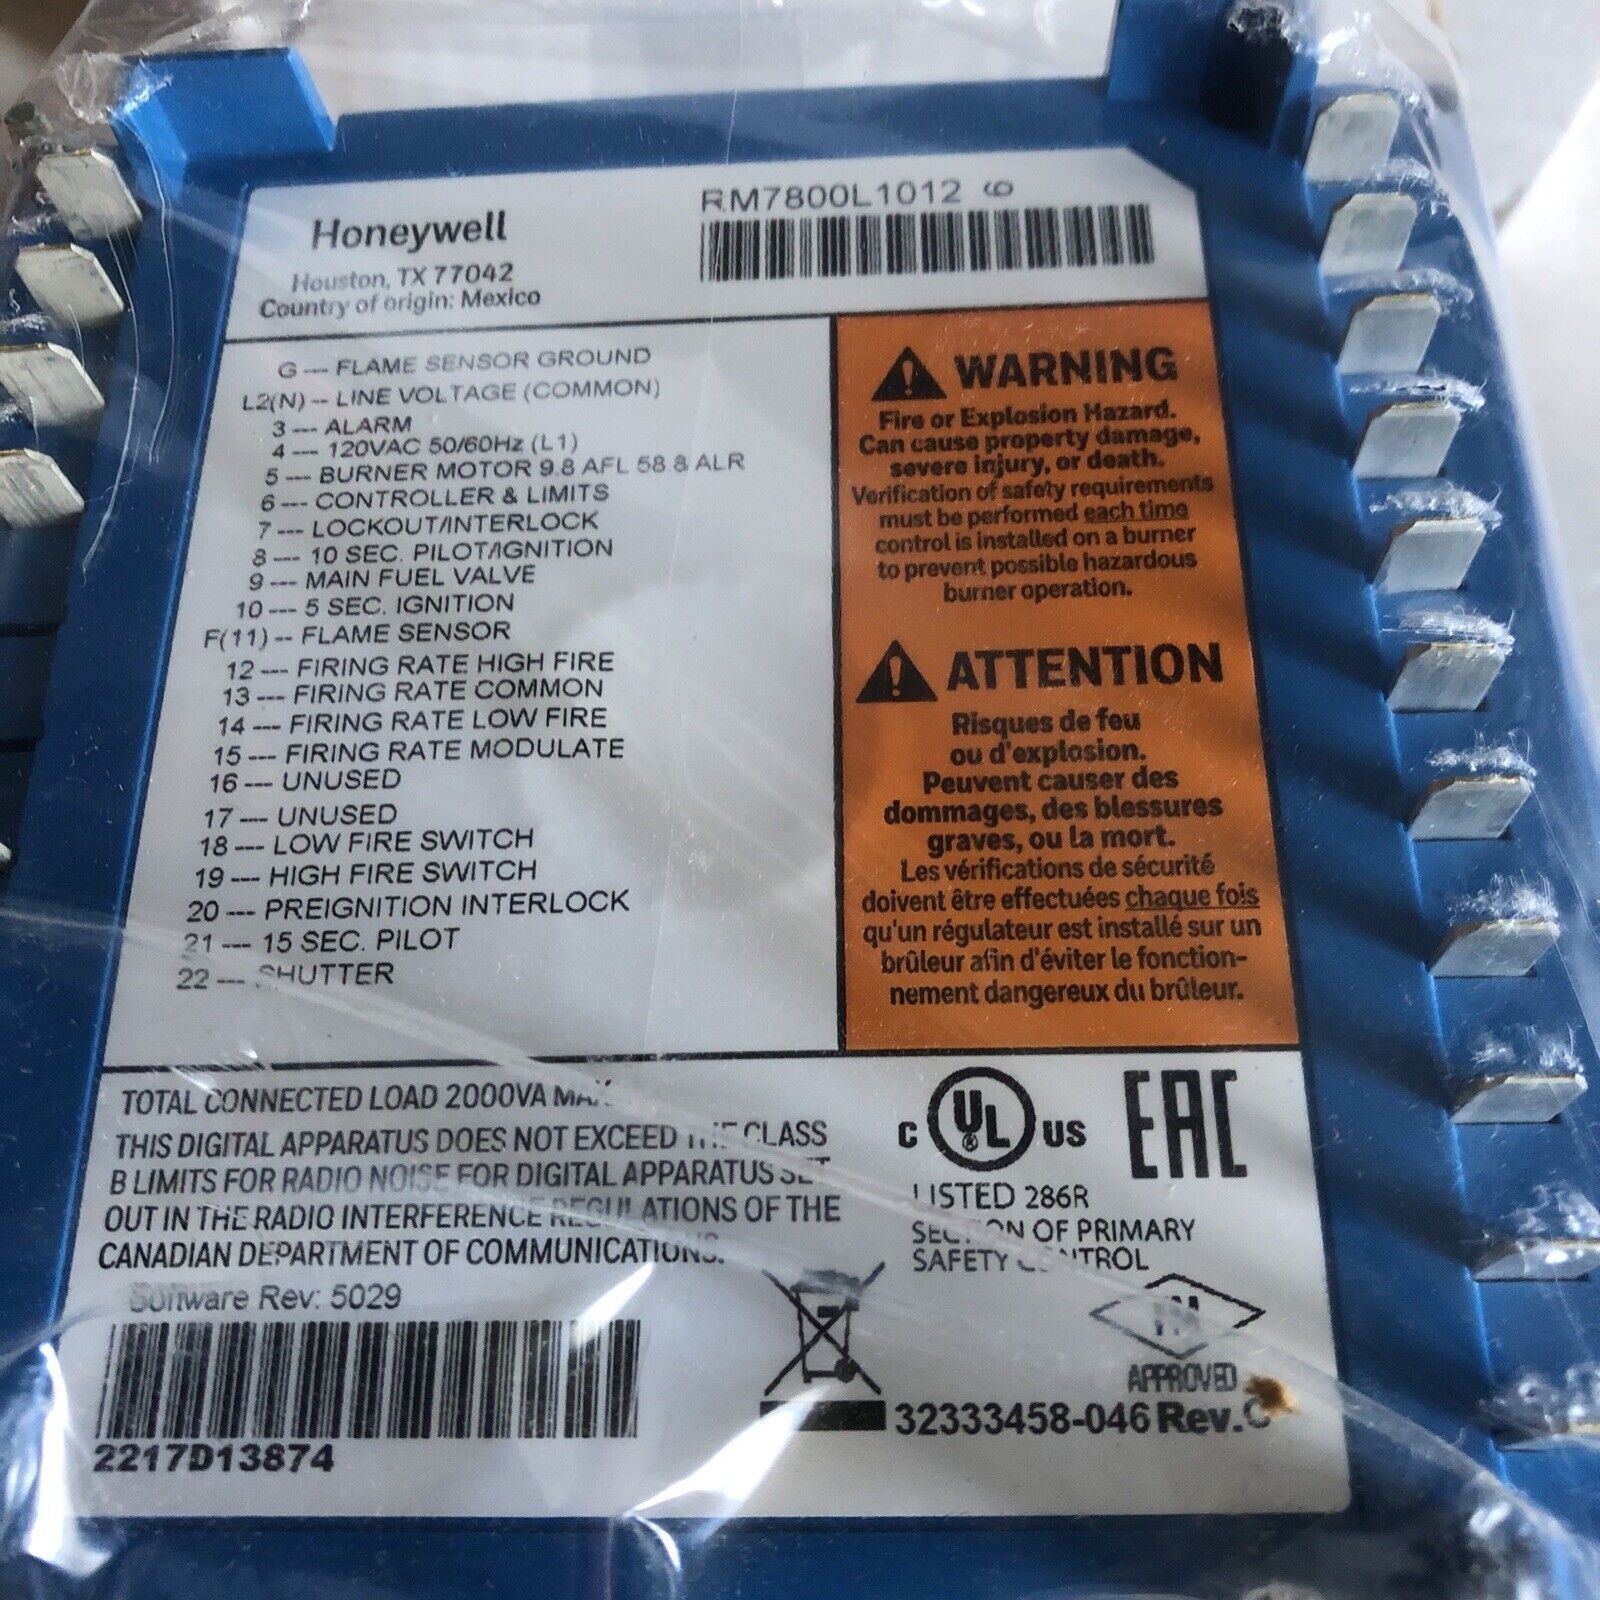 Honeywell
Houston, TX 77042
Country of origin: Mexico
RM7800L1012 6
G --- FLAME SENSOR GROUND
L2(N) -- LINE VOLTAGE (COMMON)
3 --- ALARM
4 --- 120VAC 50/60Hz (L1)
5 --- BURNER MOTOR 9.8 AFL 58.8 ALR
6 --- CONTROLLER & LIMITS
7 --- LOCKOUT/INTERLOCK
8 --- 10 SEC. PILOT/IGNITION
9 --- MAIN FUEL VALVE
10 --- 5 SEC. IGNITION
F(11) -- FLAME SENSOR
12 --- FIRING RATE HIGH FIRE
13 --- FIRING RATE COMMON
14 --- FIRING RATE LOW FIRE
15 --- FIRING RATE MODULATE
16 --- UNUSED
17 --- UNUSED
18 --- LOW FIRE SWITCH
19 --- HIGH FIRE SWITCH
20 --- PREIGNITION INTERLOCK
21 --- 15 SEC. PILOT
22 --- SHUTTER
WARNING
Fire or Explosion Hazard.
Can cause property damage,
severe injury, or death.
Verification of safety requirements
must be performed each time
control is installed on a burner
to prevent possible hazardous
burner operation.
ATTENTION
Risques de feu
ou d'explosion.
Peuvent causer des
dommages, des blessures
graves, ou la mort.
Les vérifications de sécurité
doivent être effectuées chaque fois
qu'un régulateur est installé sur un
brûleur afin d'éviter le fonction-
nement dangereux du brûleur.
TOTAL CONNECTED LOAD 2000VA MAX.
THIS DIGITAL APPARATUS DOES NOT EXCEED THE CLASS
B LIMITS FOR RADIO NOISE FOR DIGITAL APPARATUS SET
OUT IN THE RADIO INTERFERENCE REGULATIONS OF THE
CANADIAN DEPARTMENT OF COMMUNICATIONS.
Software Rev: 5029
2217D13874
C UL® US EAC
LISTED 286R
SECTION OF PRIMARY
SAFETY CONTROL
FM
APPROVED
32333458-046 Rev.C